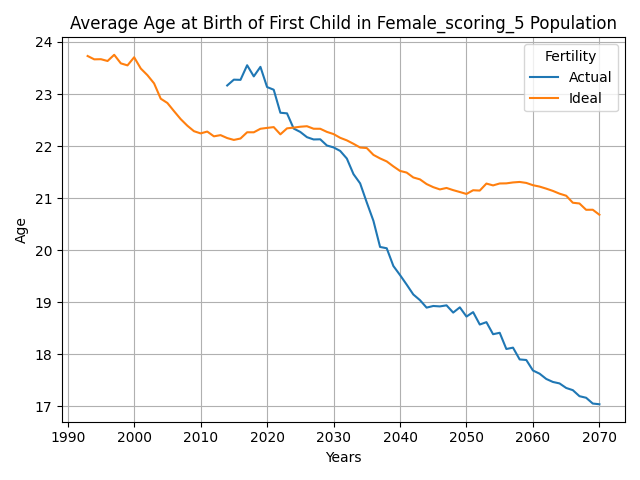 Average Age at Birth of First Child in Female_scoring_5 Population
Fertility
Actual
Ideal
Age
24
23
22
21
20
19
18
17
1990 2000 2010 2020 2030 2040 2050 2060 2070
Years